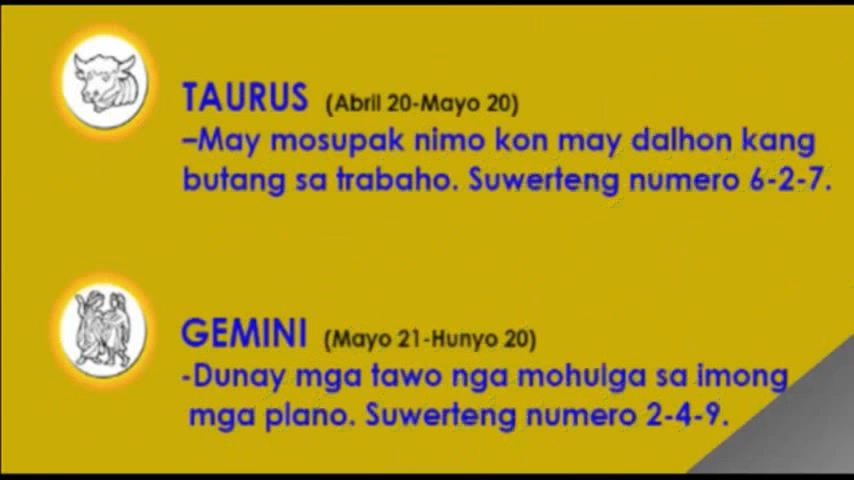 TAURUS (Abril 20-Mayo 20)
–May mosupak nimo kon may dalhon kang
butang sa trabaho. Suwerteng numero 6-2-7.
GEMINI (Mayo 21-Hunyo 20)
-Dunay mga tawo nga mohulga sa imong
mga plano. Suwerteng numero 2-4-9.